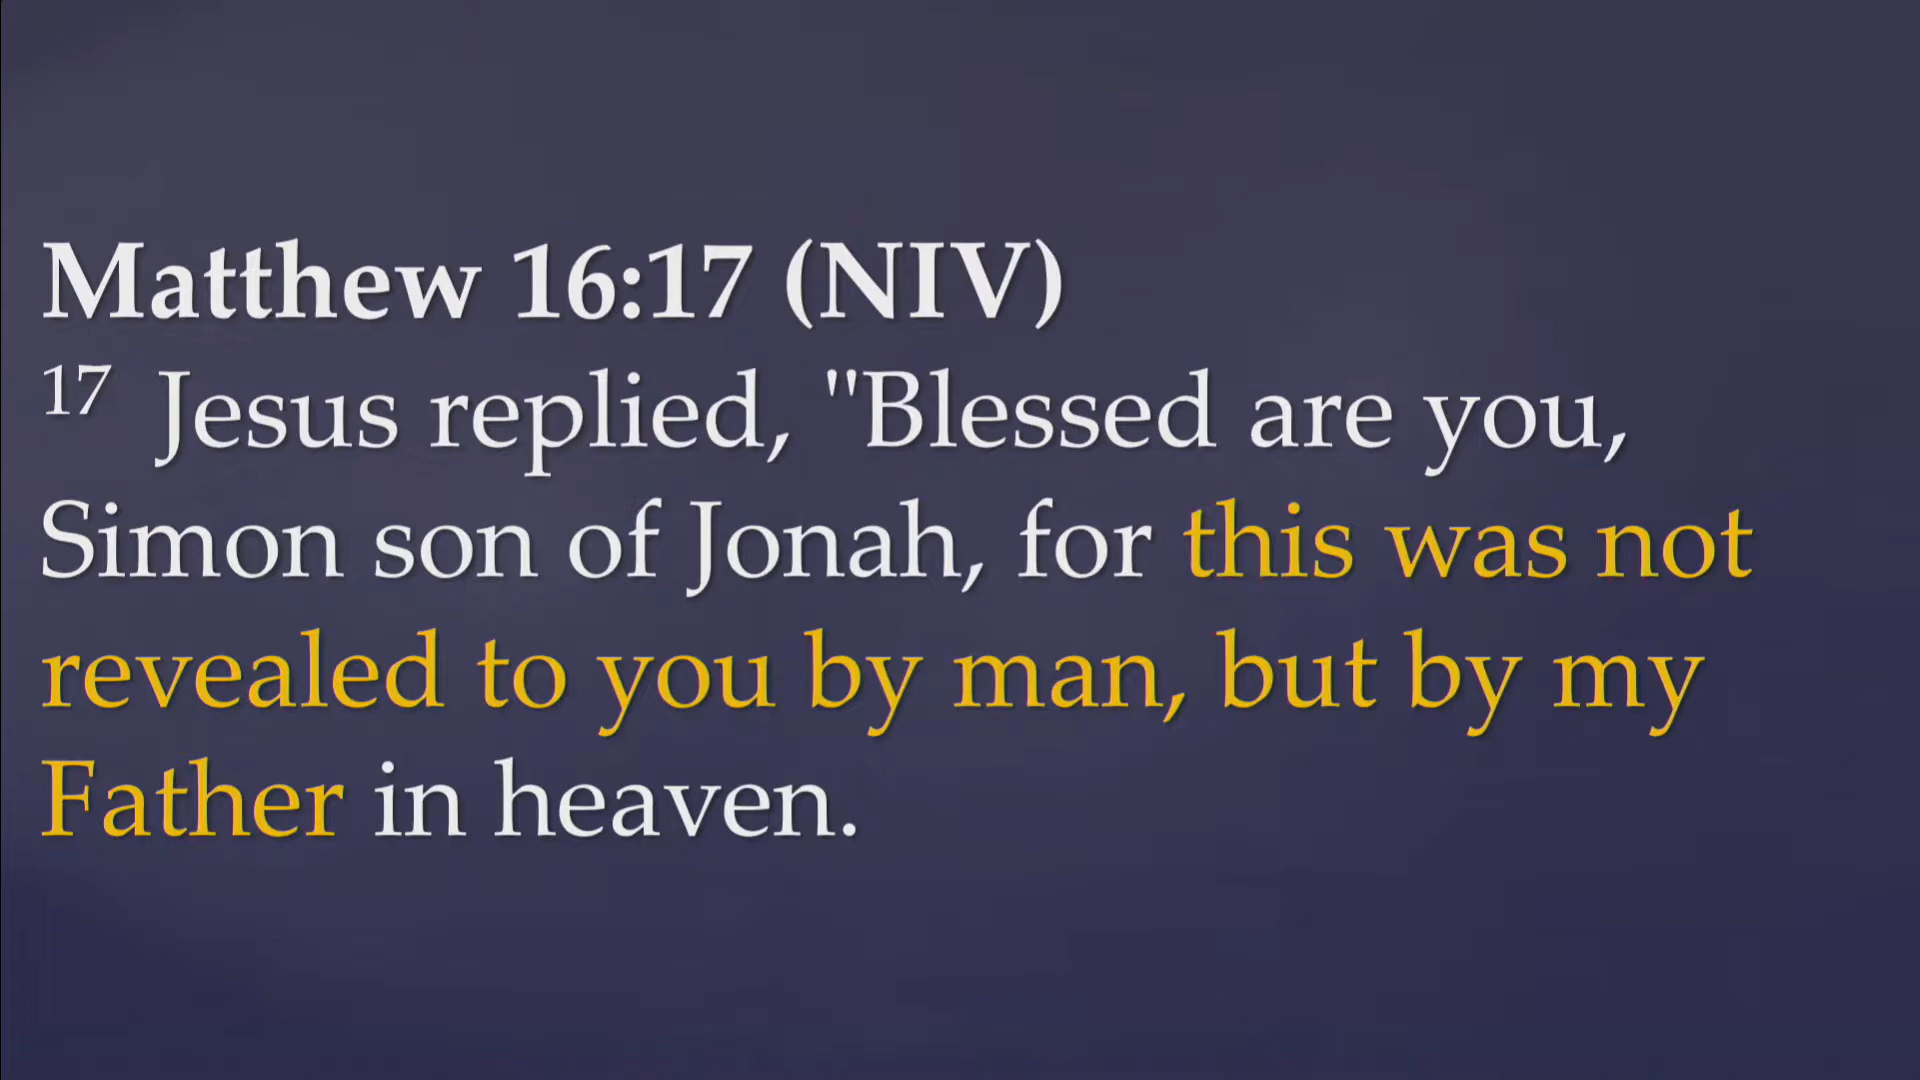 Matthew 16:17 (NIV)
17 Jesus replied, "Blessed are you,
Simon son of Jonah, for this was not
revealed to you by man, but by my
Father in heaven.